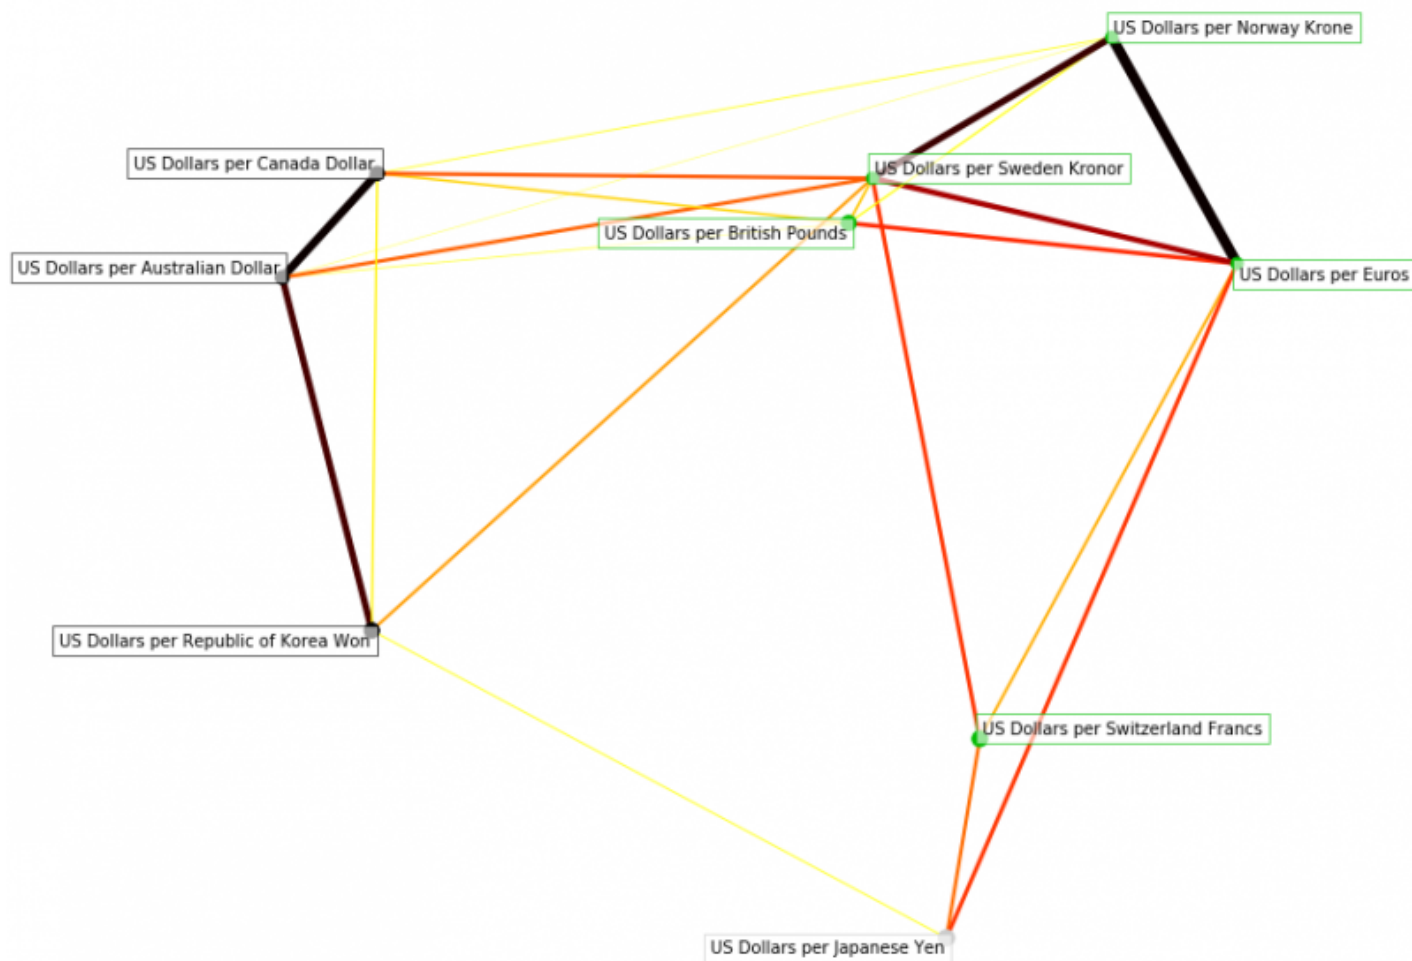 US Dollars per Norway Krone
US Dollars per Canada Dollar
US Dollars per Sweden Kronor
US Dollars per British Pounds
US Dollars per Australian Dollar
US Dollars per Euros
US Dollars per Republic of Korea Won
US Dollars per Switzerland Francs
US Dollars per Japanese Yen